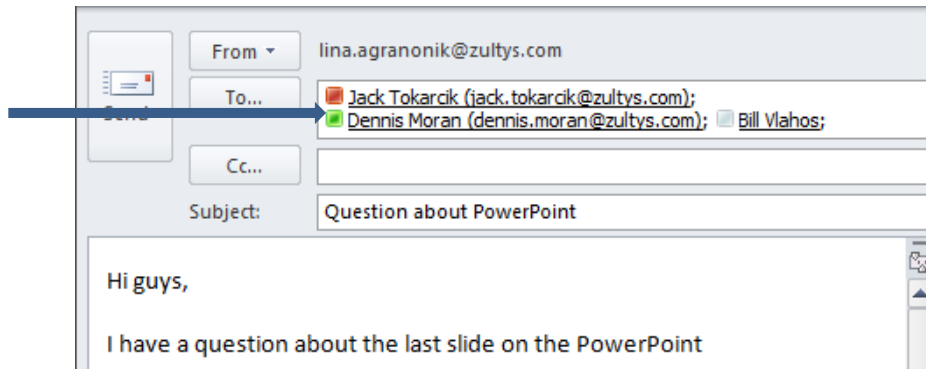 From lina.agranonik@zultys.com
To... Jack Tokarcik (jack.tokarcik@zultys.com);
Dennis Moran (dennis.moran@zultys.com); Bill Vlahos;
Send
Cc...
Subject: Question about PowerPoint
Hi guys,
I have a question about the last slide on the PowerPoint